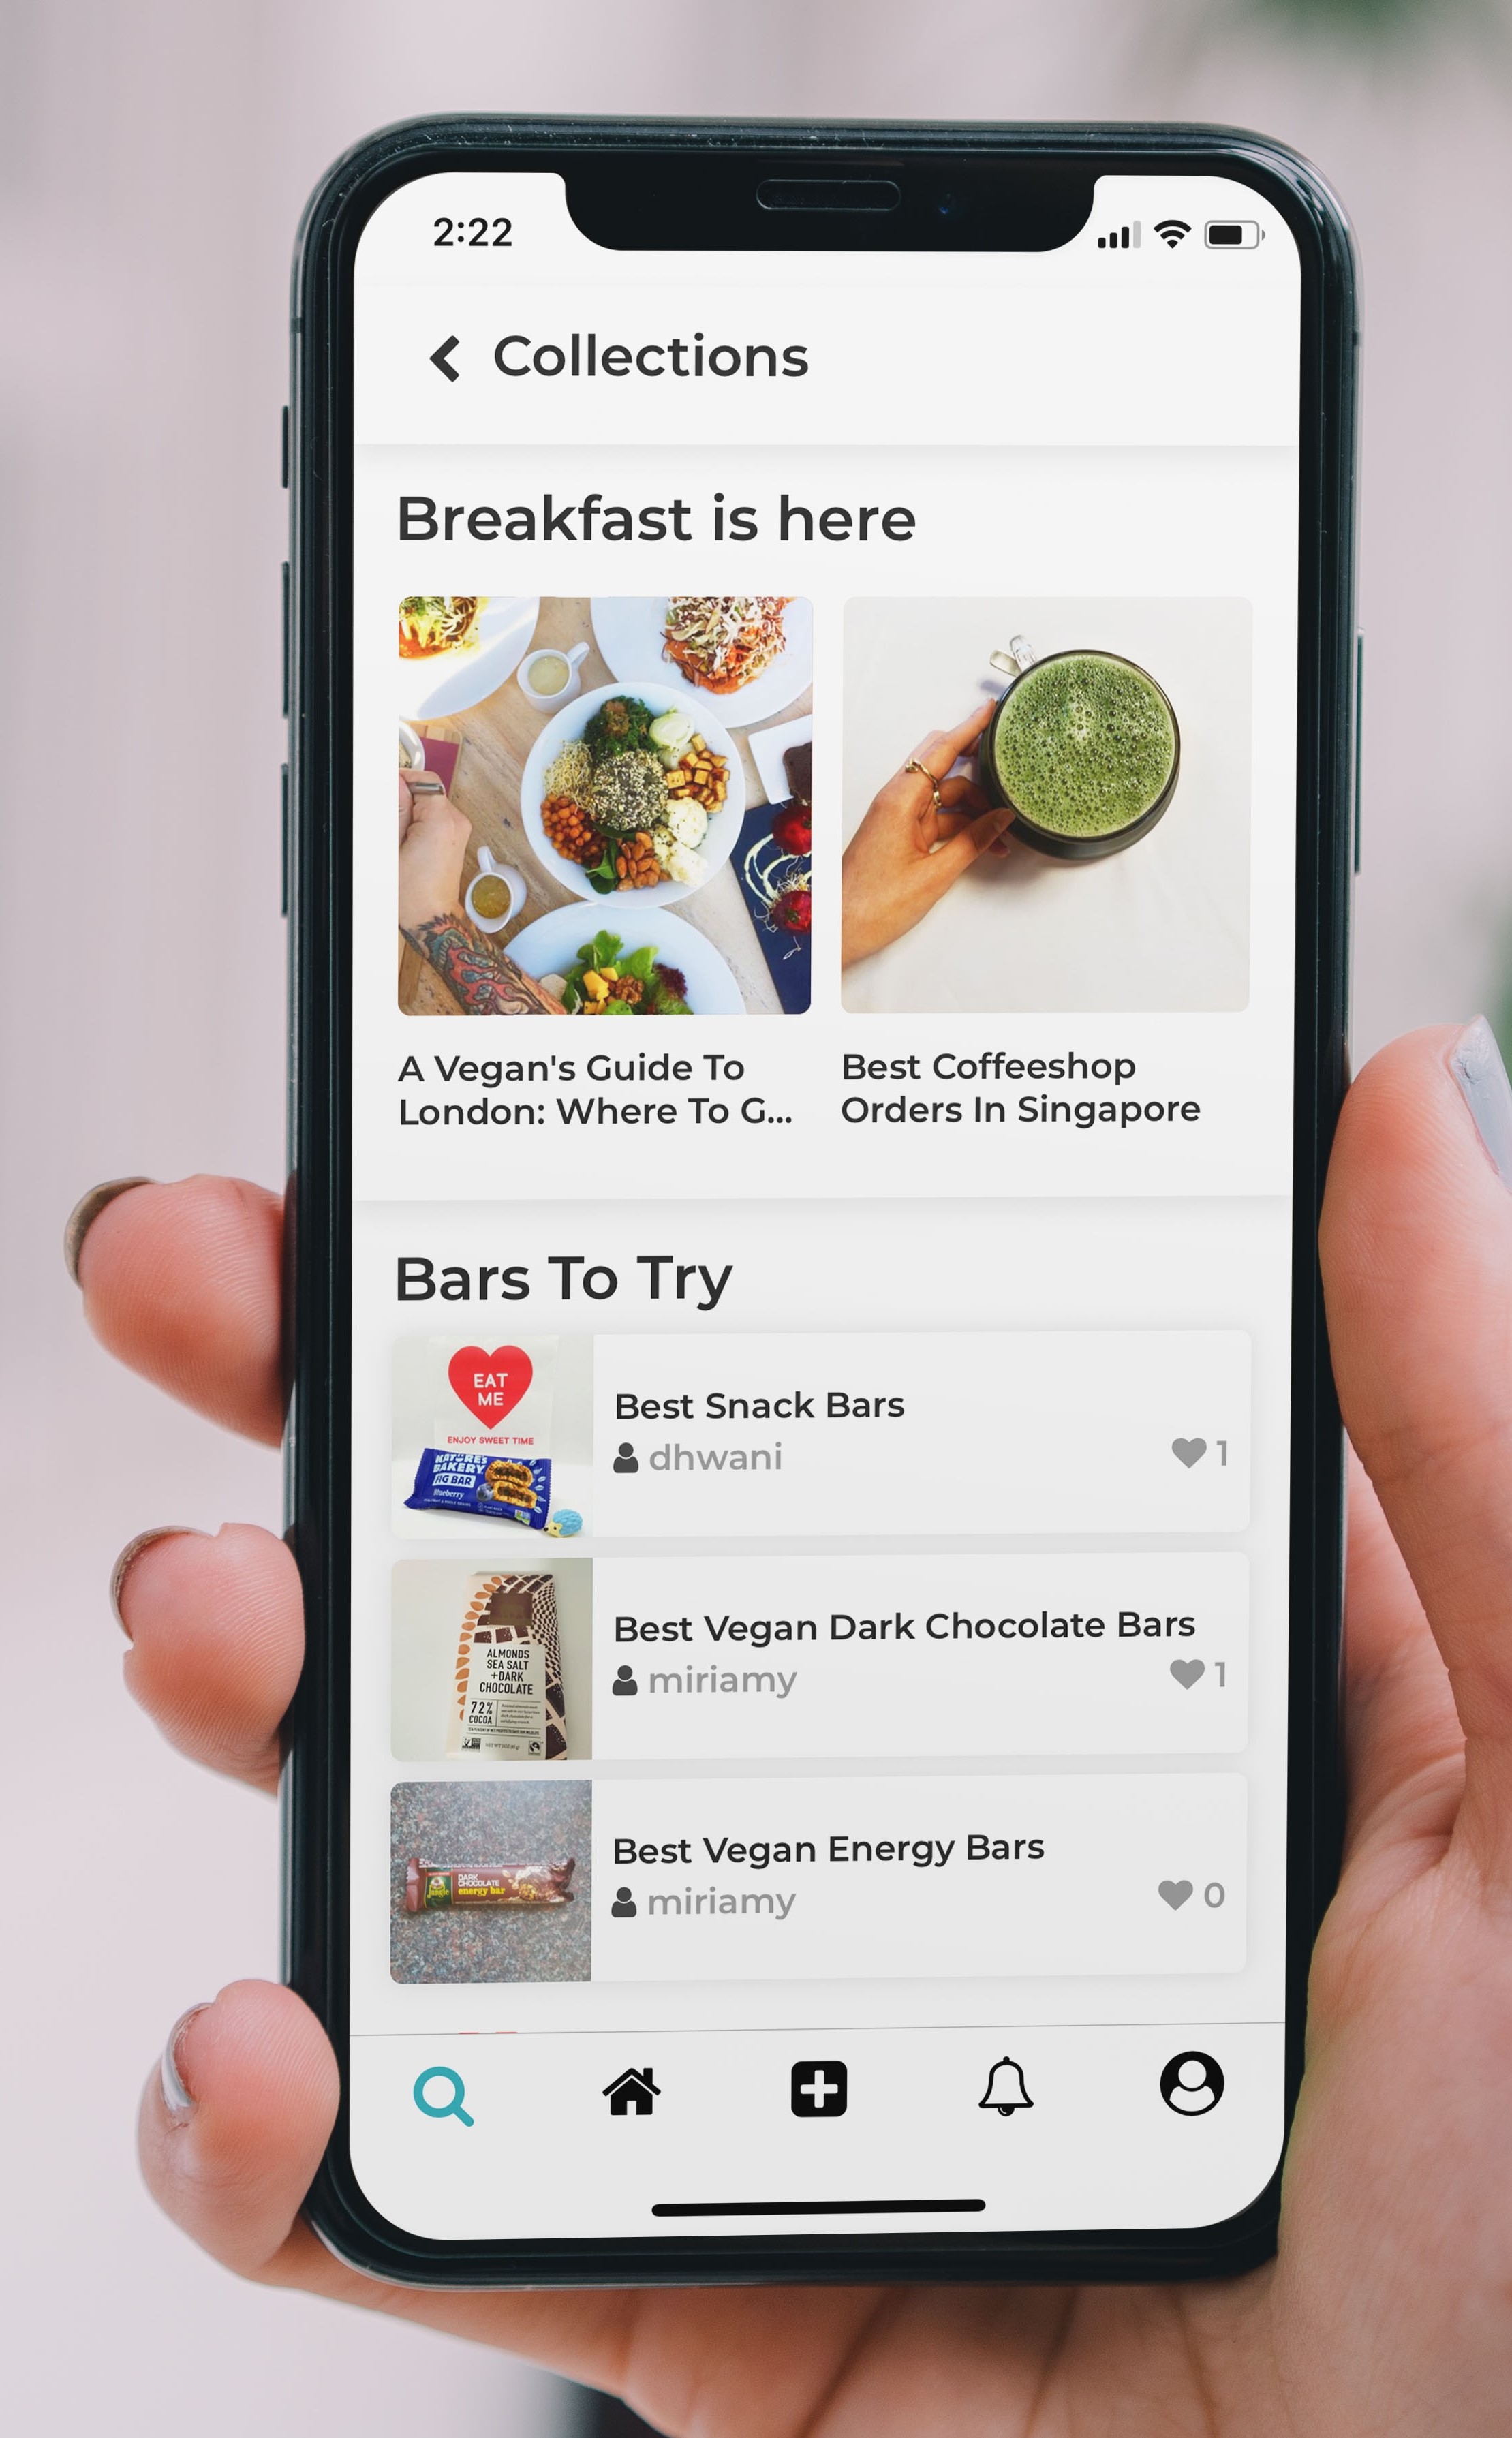 2:22
Collections
Breakfast is here
A Vegan's Guide To
London: Where To G...
Best Coffeeshop
Orders In Singapore
Bars To Try
EAT
ME
ENJOY SWEET TIME
NATURE'S
BAKERY
FIG BAR
Blueberry
Best Snack Bars
dhwani
1
ALMONDS
SEA SALT
+DARK
CHOCOLATE
72%
COCOA
Best Vegan Dark Chocolate Bars
miriamy
1
Jungle
DARK
CHOCOLATE
energy bar
Best Vegan Energy Bars
miriamy
0